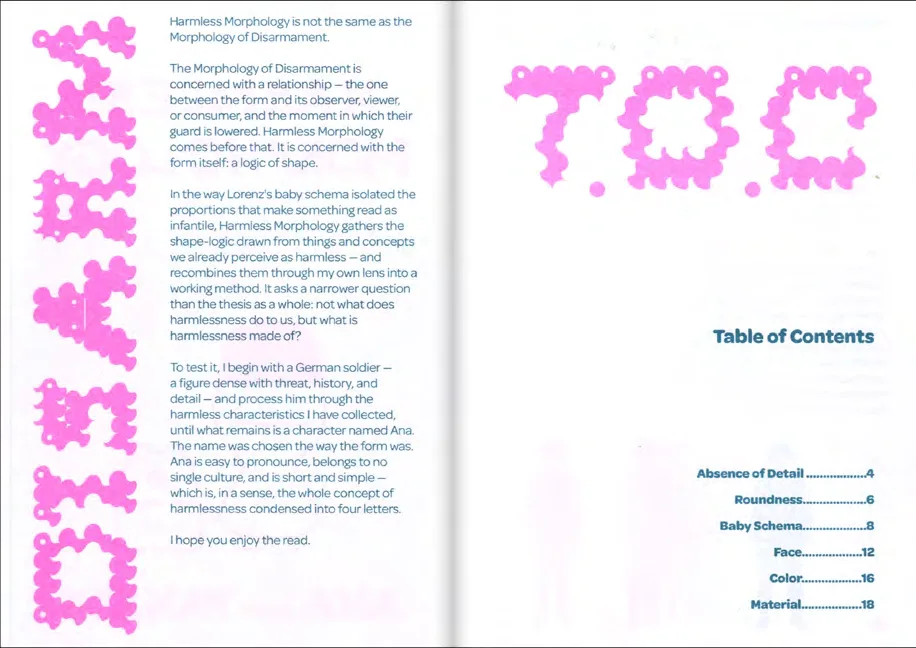 DISARM
Harmless Morphology is not the same as the
Morphology of Disarmament.
The Morphology of Disarmament is
concerned with a relationship – the one
between the form and its observer, viewer,
or consumer, and the moment in which their
guard is lowered. Harmless Morphology
comes before that. It is concerned with the
form itself: a logic of shape.
In the way Lorenz's baby schema isolated the
proportions that make something read as
infantile, Harmless Morphology gathers the
shape-logic drawn from things and concepts
we already perceive as harmless – and
recombines them through my own lens into a
working method. It asks a narrower question
than the thesis as a whole: not what does
harmlessness do to us, but what is
harmlessness made of?
To test it, I begin with a German soldier –
a figure dense with threat, history, and
detail – and process him through the
harmless characteristics I have collected,
until what remains is a character named Ana.
The name was chosen the way the form was.
Ana is easy to pronounce, belongs to no
single culture, and is short and simple –
which is, in a sense, the whole concept of
harmlessness condensed into four letters.
I hope you enjoy the read.
T.O.C
Table of Contents
Absence of Detail ..................4
Roundness...................6
Baby Schema...................8
Face..................12
Color..................16
Material..................18